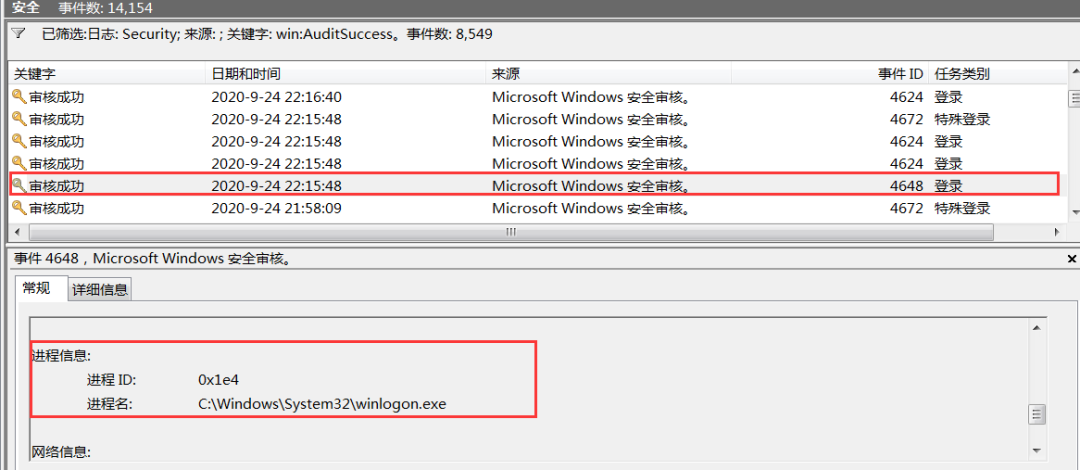 安全 事件数: 14,154
已筛选:日志: Security; 来源: ; 关键字: win:AuditSuccess。事件数: 8,549
关键字 日期和时间 来源 事件 ID 任务类别
审核成功 2020-9-24 22:16:40 Microsoft Windows 安全审核。 4624 登录
审核成功 2020-9-24 22:15:48 Microsoft Windows 安全审核。 4672 特殊登录
审核成功 2020-9-24 22:15:48 Microsoft Windows 安全审核。 4624 登录
审核成功 2020-9-24 22:15:48 Microsoft Windows 安全审核。 4624 登录
审核成功 2020-9-24 22:15:48 Microsoft Windows 安全审核。 4648 登录
审核成功 2020-9-24 21:58:09 Microsoft Windows 安全审核。 4672 特殊登录
事件 4648，Microsoft Windows 安全审核。
常规 详细信息
进程信息:
进程 ID: 0x1e4
进程名: C:\Windows\System32\winlogon.exe
网络信息: